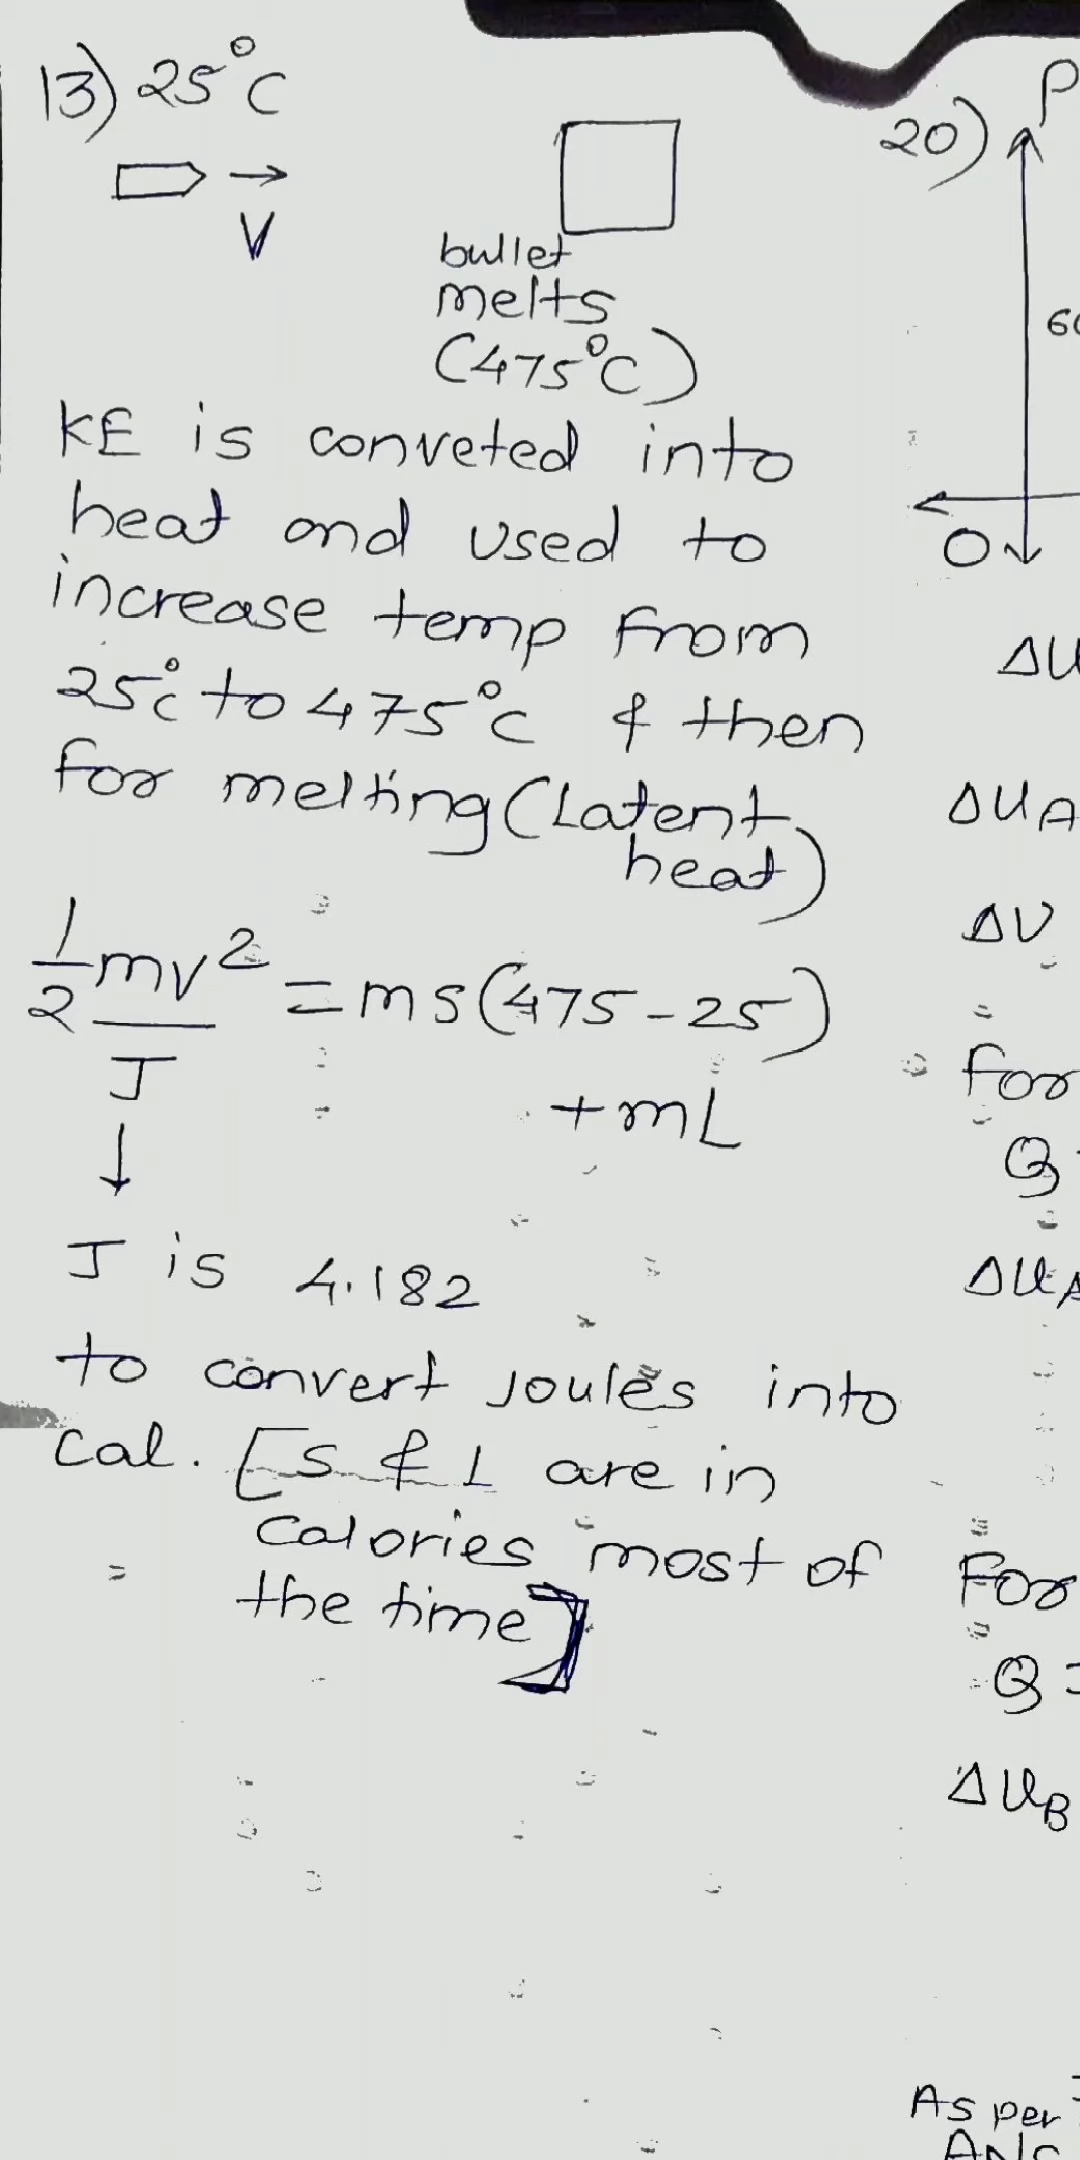 13) 25°C
V
bullet
melts
(475°C)
KE is conveted into
heat and used to
increase temp from
25°C to 475°C & then
for melting (Latent
heat)
1/2 mv² / J = ms(475-25)
+mL
↓
J is 4.182
to convert Joules into
cal. [S & L are in
calories most of
the time]
20) P
60
O
ΔU
ΔUA
ΔU
=
For
Q =
ΔUA
For
Q =
ΔUB
As per